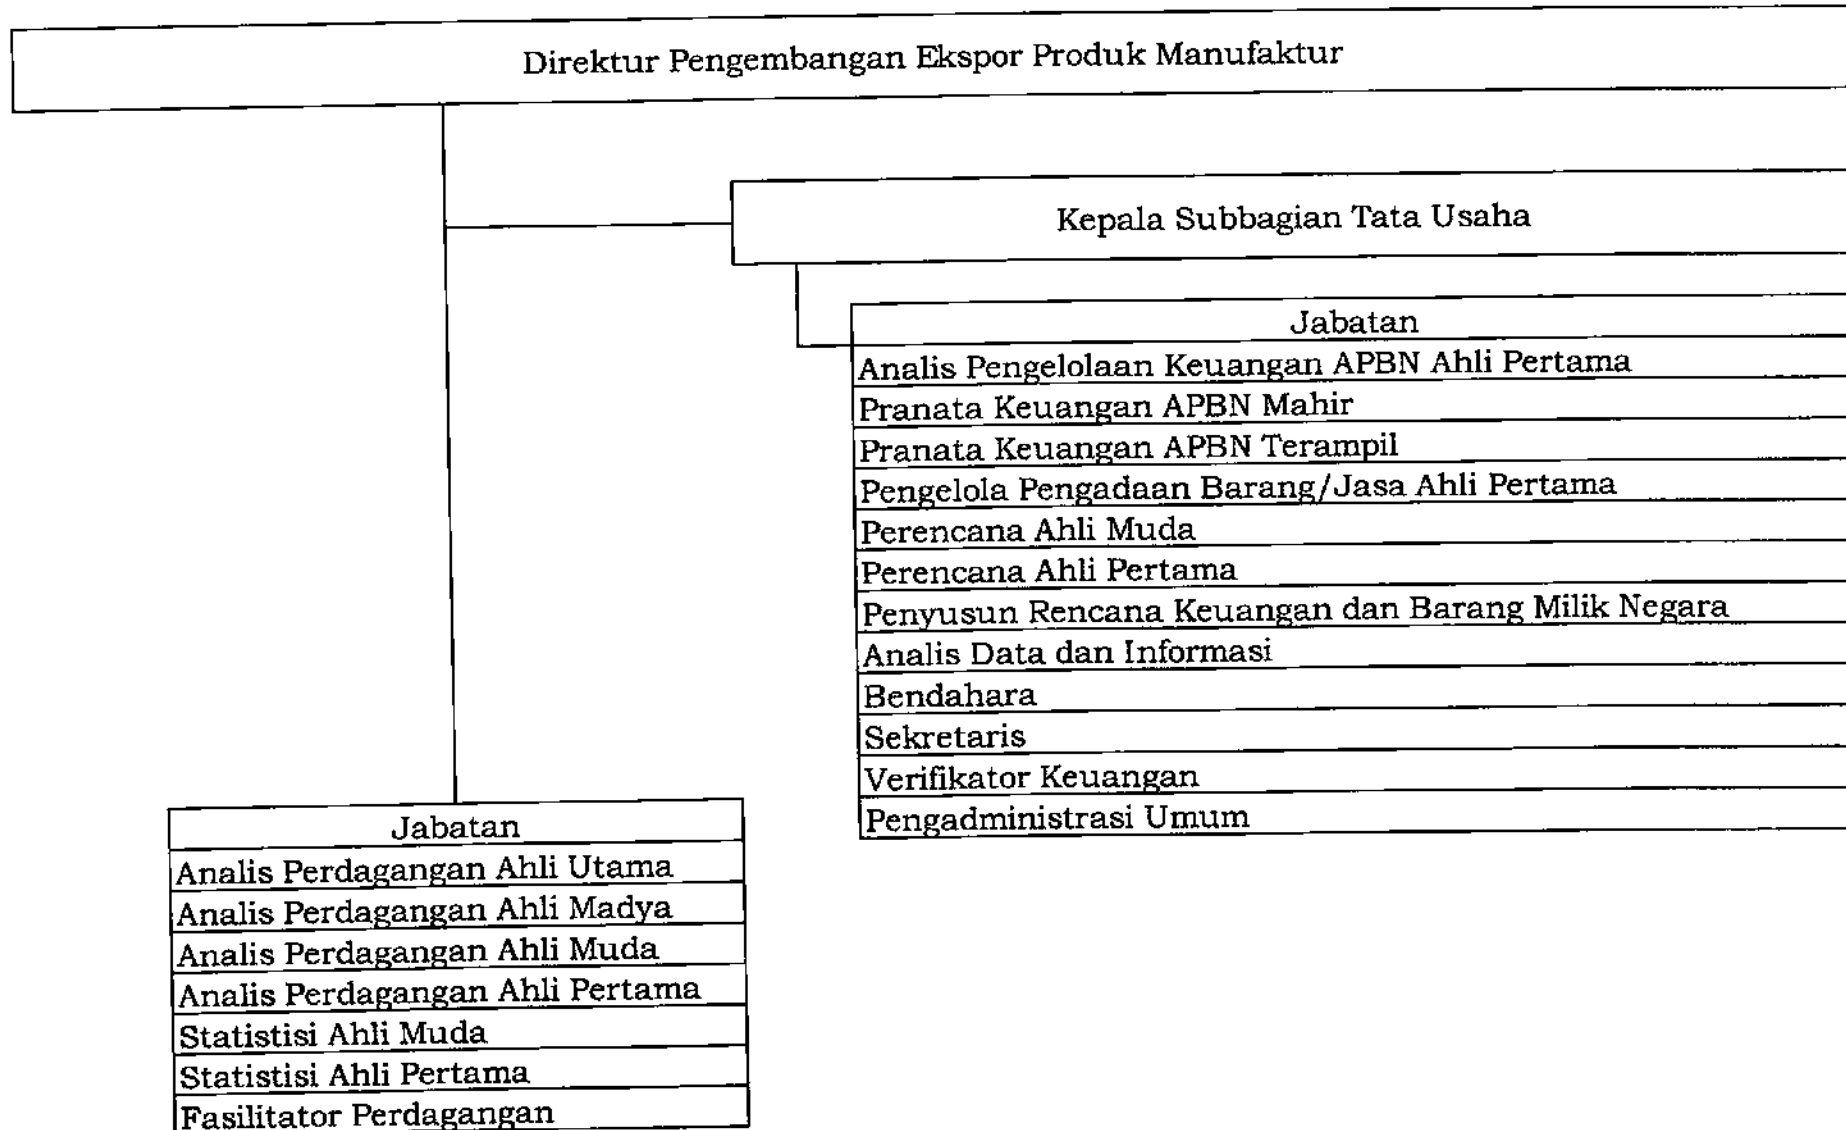 Direktur Pengembangan Ekspor Produk Manufaktur
Kepala Subbagian Tata Usaha
Jabatan
Analis Pengelolaan Keuangan APBN Ahli Pertama
Pranata Keuangan APBN Mahir
Pranata Keuangan APBN Terampil
Pengelola Pengadaan Barang/Jasa Ahli Pertama
Perencana Ahli Muda
Perencana Ahli Pertama
Penyusun Rencana Keuangan dan Barang Milik Negara
Analis Data dan Informasi
Bendahara
Sekretaris
Verifikator Keuangan
Pengadministrasi Umum
Jabatan
Analis Perdagangan Ahli Utama
Analis Perdagangan Ahli Madya
Analis Perdagangan Ahli Muda
Analis Perdagangan Ahli Pertama
Statistisi Ahli Muda
Statistisi Ahli Pertama
Fasilitator Perdagangan